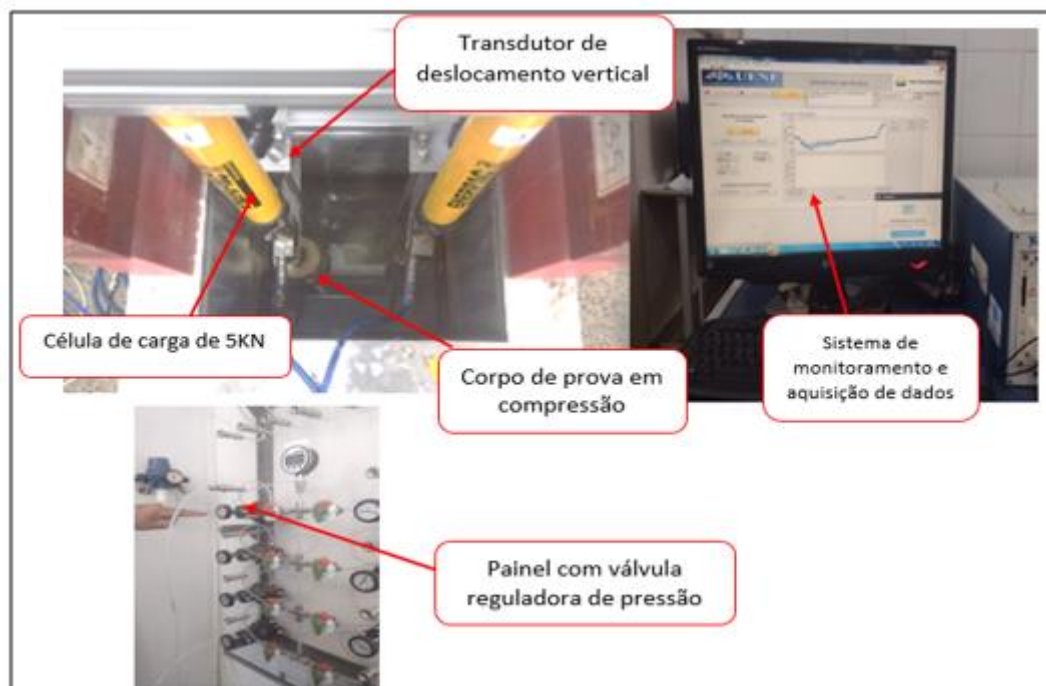 Transdutor de
deslocamento vertical
Célula de carga de 5KN
Corpo de prova em
compressão
Sistema de
monitoramento e
aquisição de dados
Painel com válvula
reguladora de pressão